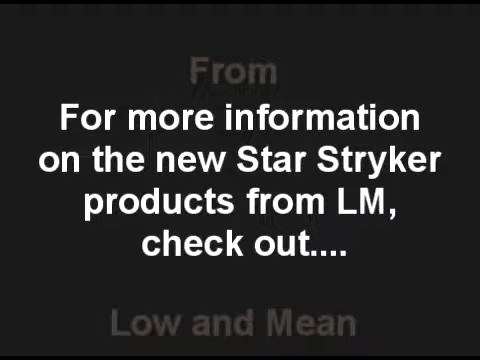 From
For more information
on the new Star Stryker
products from LM,
check out....
Low and Mean